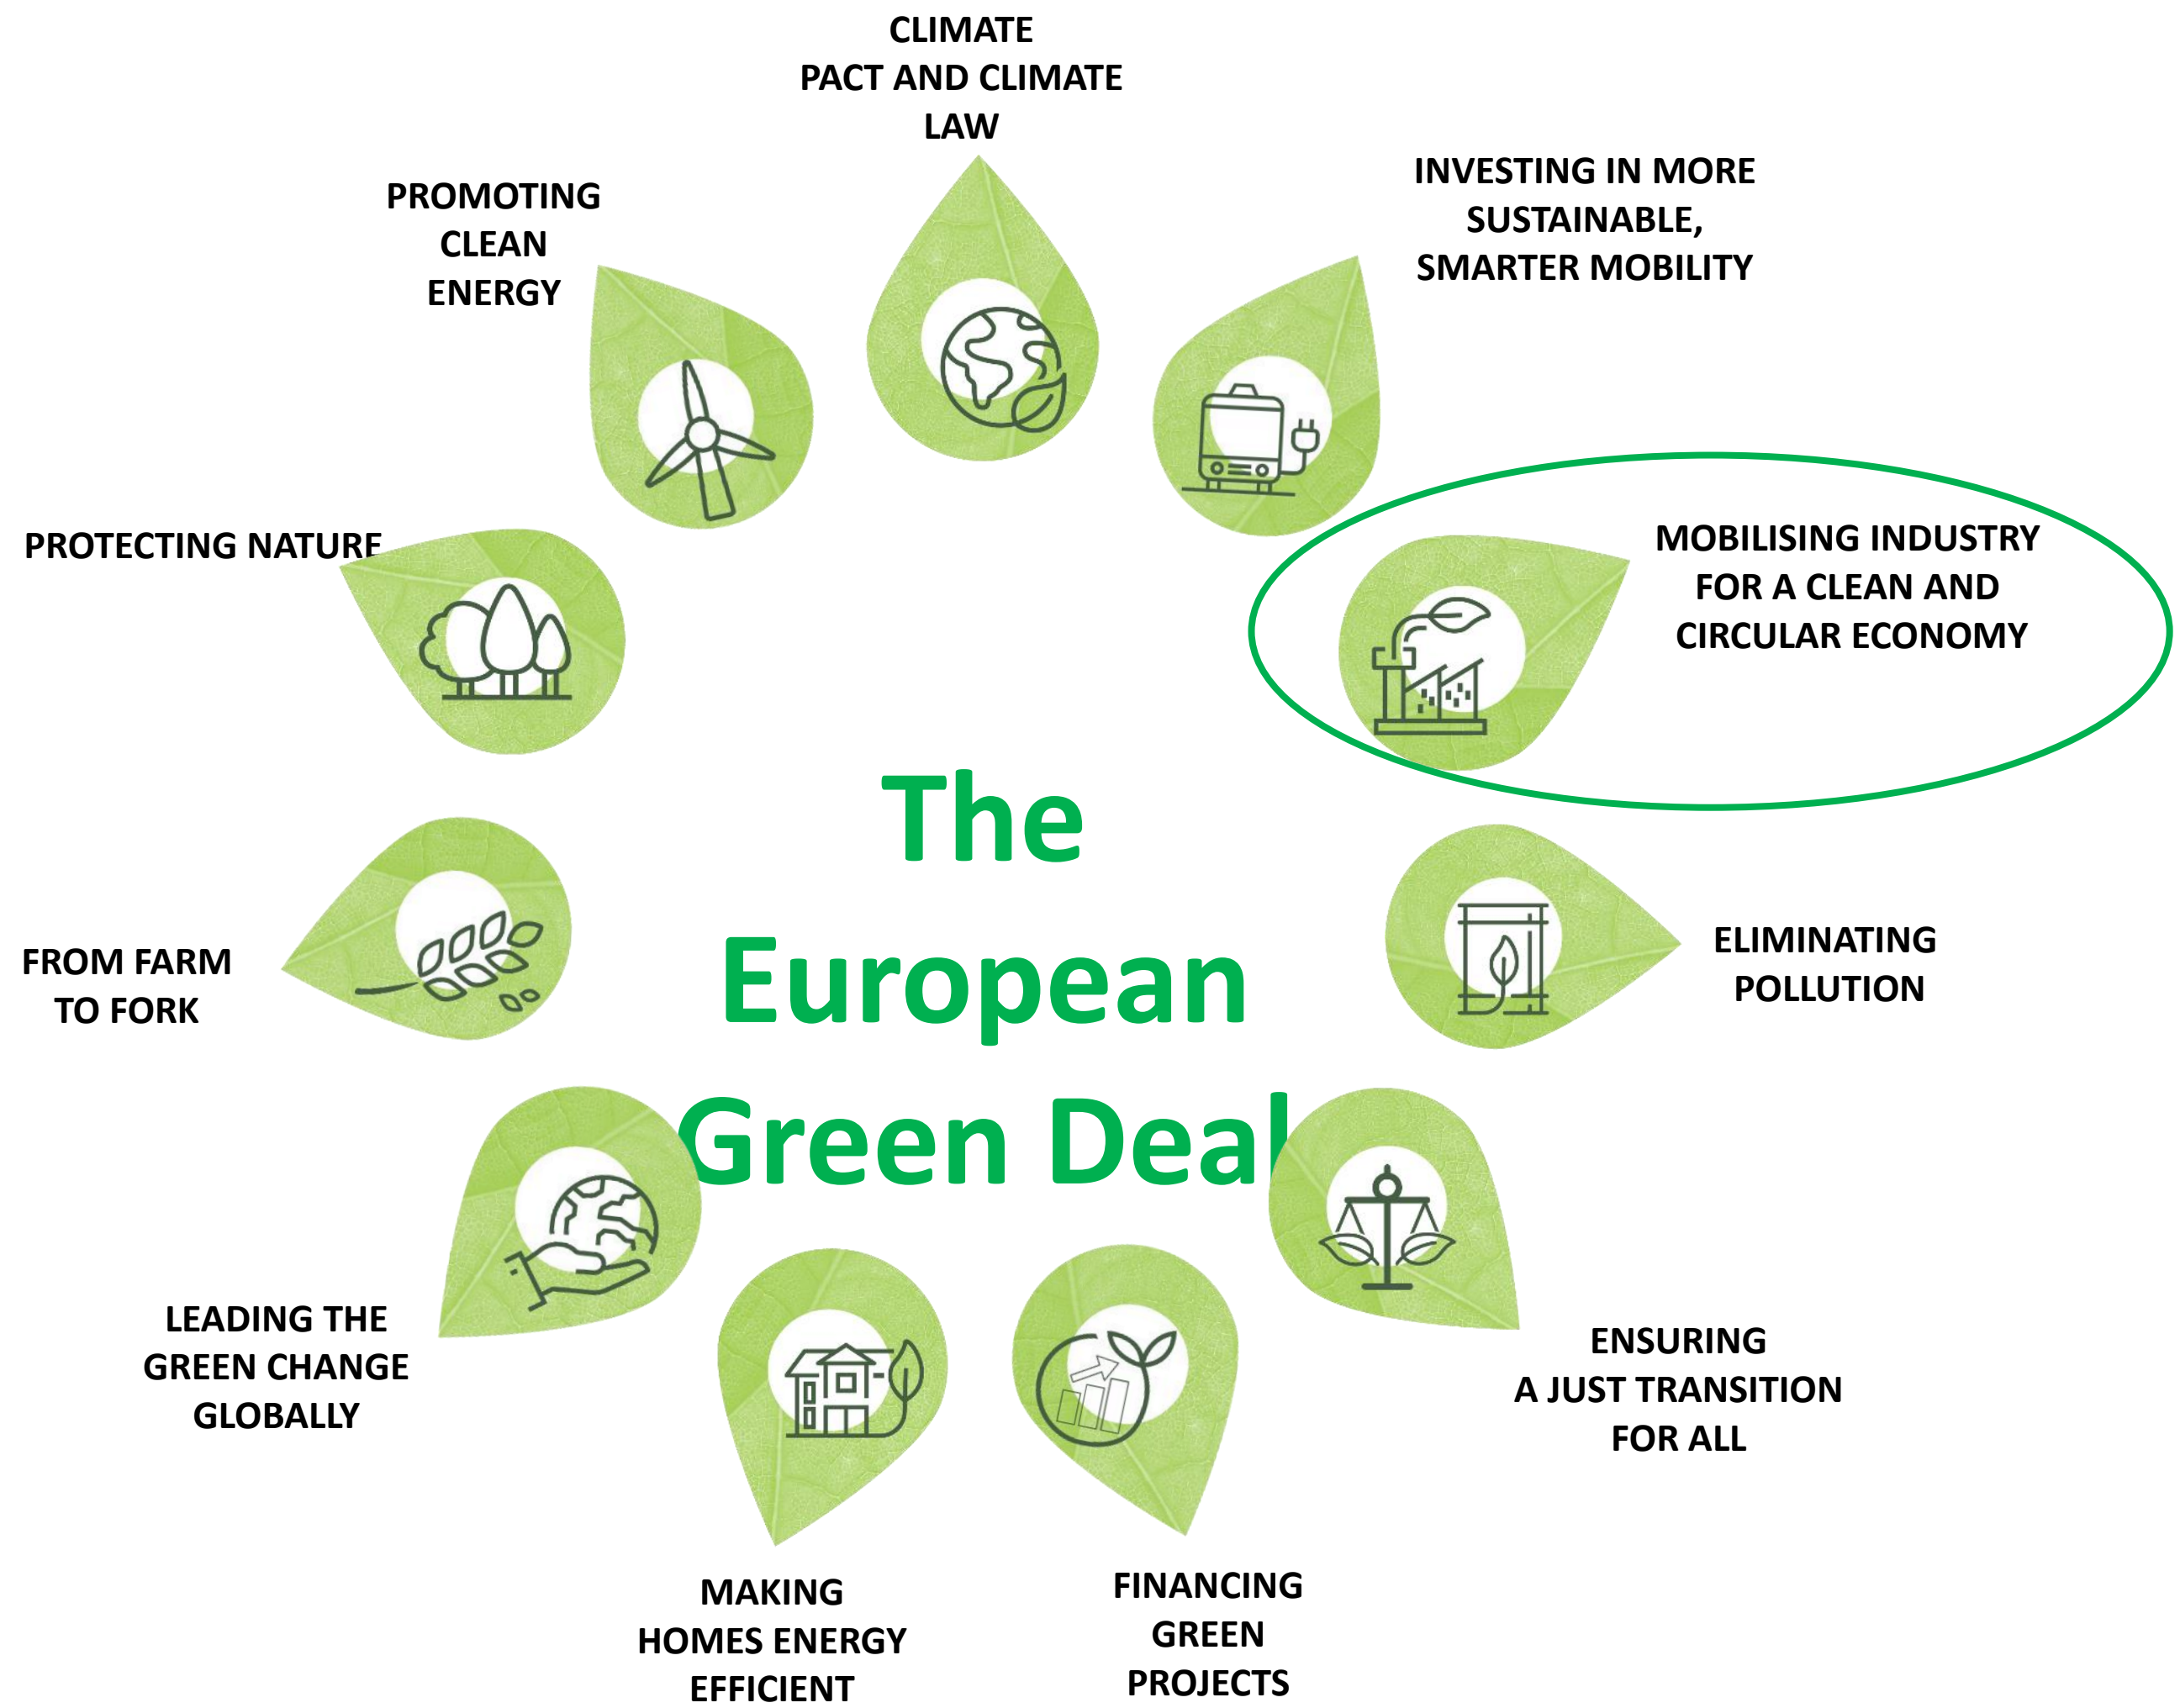 CLIMATE
PACT AND CLIMATE
LAW
INVESTING IN MORE
SUSTAINABLE,
SMARTER MOBILITY
PROMOTING
CLEAN
ENERGY
MOBILISING INDUSTRY
FOR A CLEAN AND
CIRCULAR ECONOMY
PROTECTING NATURE
The
European
Green Deal
FROM FARM
TO FORK
ELIMINATING
POLLUTION
LEADING THE
GREEN CHANGE
GLOBALLY
ENSURING
A JUST TRANSITION
FOR ALL
MAKING
HOMES ENERGY
EFFICIENT
FINANCING
GREEN
PROJECTS